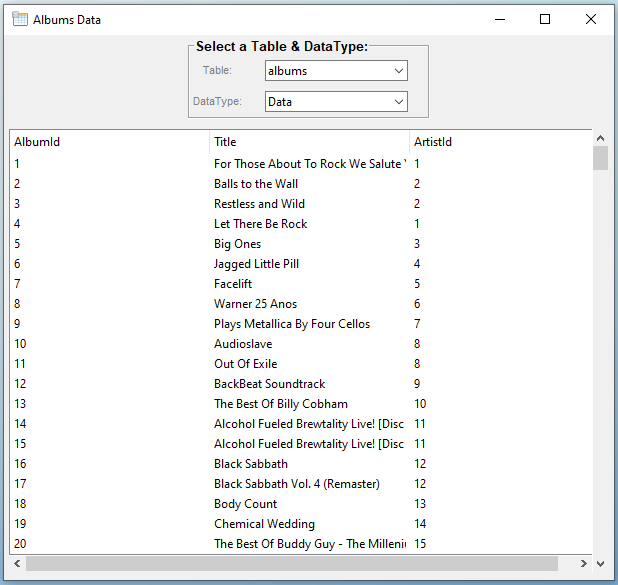 Albums Data
Select a Table & DataType:
Table: albums
DataType: Data
AlbumId Title ArtistId
1 For Those About To Rock We Salute 1
2 Balls to the Wall 2
3 Restless and Wild 2
4 Let There Be Rock 1
5 Big Ones 3
6 Jagged Little Pill 4
7 Facelift 5
8 Warner 25 Anos 6
9 Plays Metallica By Four Cellos 7
10 Audioslave 8
11 Out Of Exile 8
12 BackBeat Soundtrack 9
13 The Best Of Billy Cobham 10
14 Alcohol Fueled Brewtality Live! [Disc 11
15 Alcohol Fueled Brewtality Live! [Disc 11
16 Black Sabbath 12
17 Black Sabbath Vol. 4 (Remaster) 12
18 Body Count 13
19 Chemical Wedding 14
20 The Best Of Buddy Guy - The Milleni 15